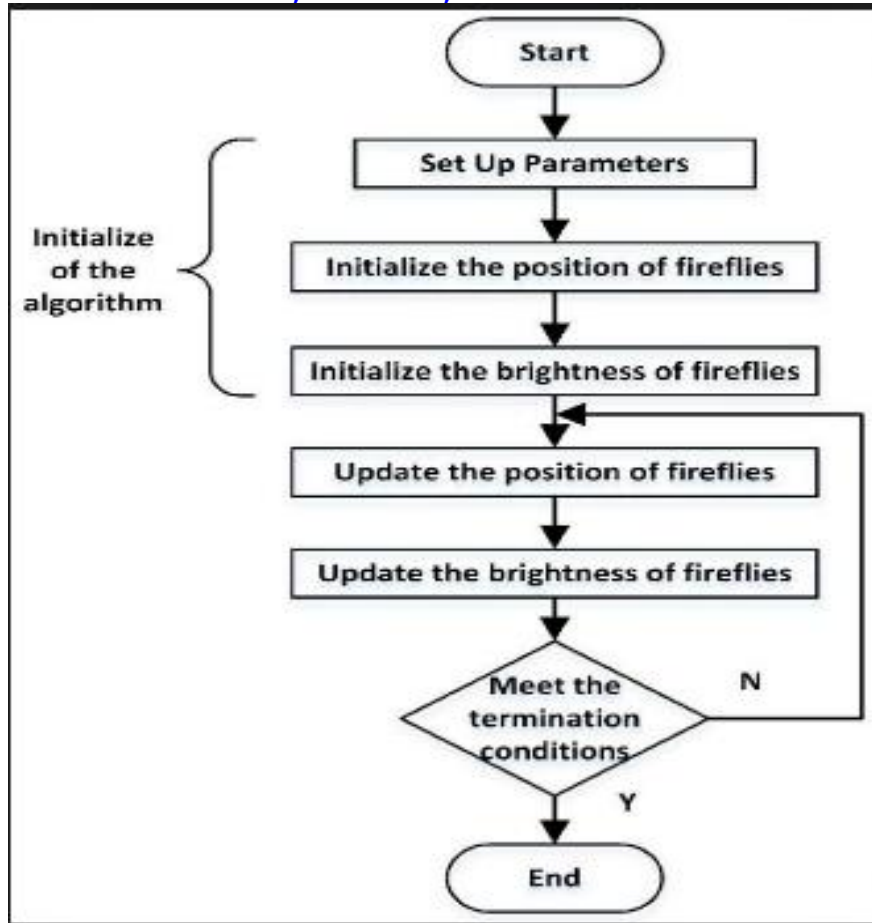 Start
Set Up Parameters
Initialize
of the
algorithm
Initialize the position of fireflies
Initialize the brightness of fireflies
Update the position of fireflies
Update the brightness of fireflies
Meet the
termination
conditions
N
Y
End